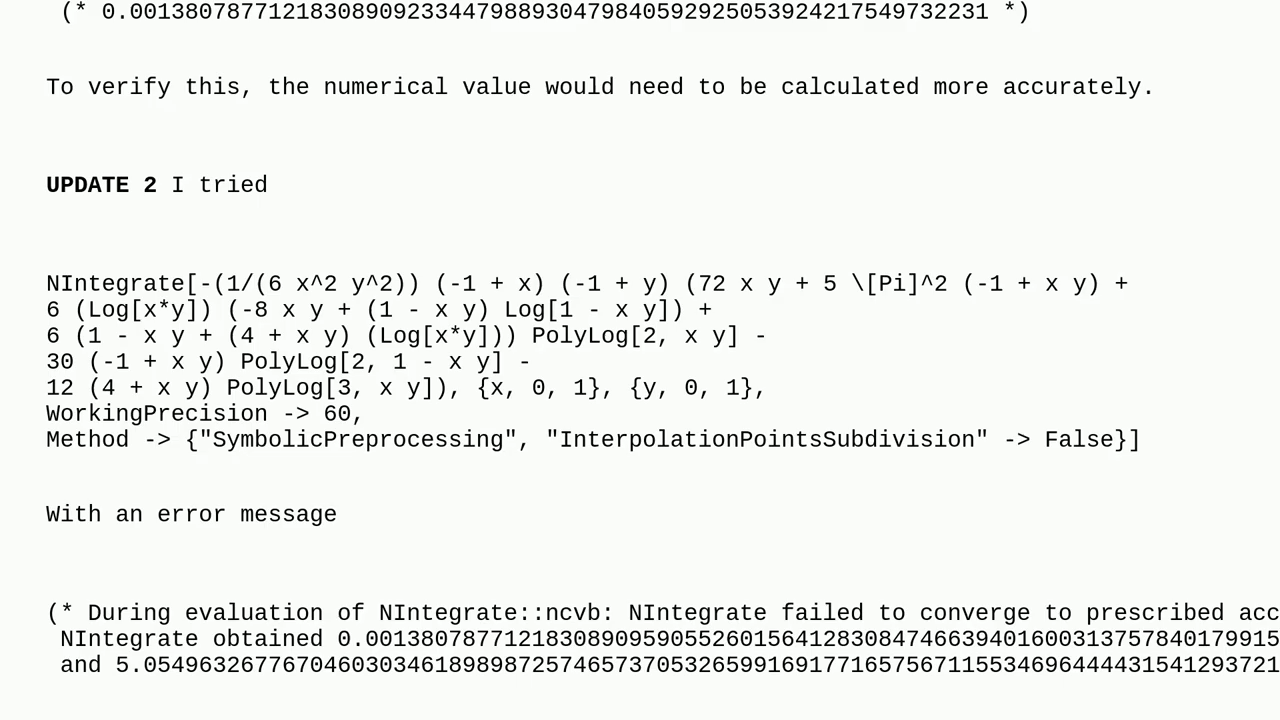 (* 0.00138078771218308909233447988930479840592925053924217549732231 *)
To verify this, the numerical value would need to be calculated more accurately.
UPDATE 2 I tried
NIntegrate[-(1/(6 x^2 y^2)) (-1 + x) (-1 + y) (72 x y + 5 \[Pi]^2 (-1 + x y) +
6 (Log[x*y]) (-8 x y + (1 - x y) Log[1 - x y]) +
6 (1 - x y + (4 + x y) (Log[x*y])) PolyLog[2, x y] -
30 (-1 + x y) PolyLog[2, 1 - x y] -
12 (4 + x y) PolyLog[3, x y]), {x, 0, 1}, {y, 0, 1},
WorkingPrecision -> 60,
Method -> {"SymbolicPreprocessing", "InterpolationPointsSubdivision" -> False}]
With an error message
(* During evaluation of NIntegrate::ncvb: NIntegrate failed to converge to prescribed acc
NIntegrate obtained 0.00138078771218308909590552601564128308474663940160031375784017991​5
and 5.0549632677670460303461898987257465737053265991691771657567115534696444431541293721